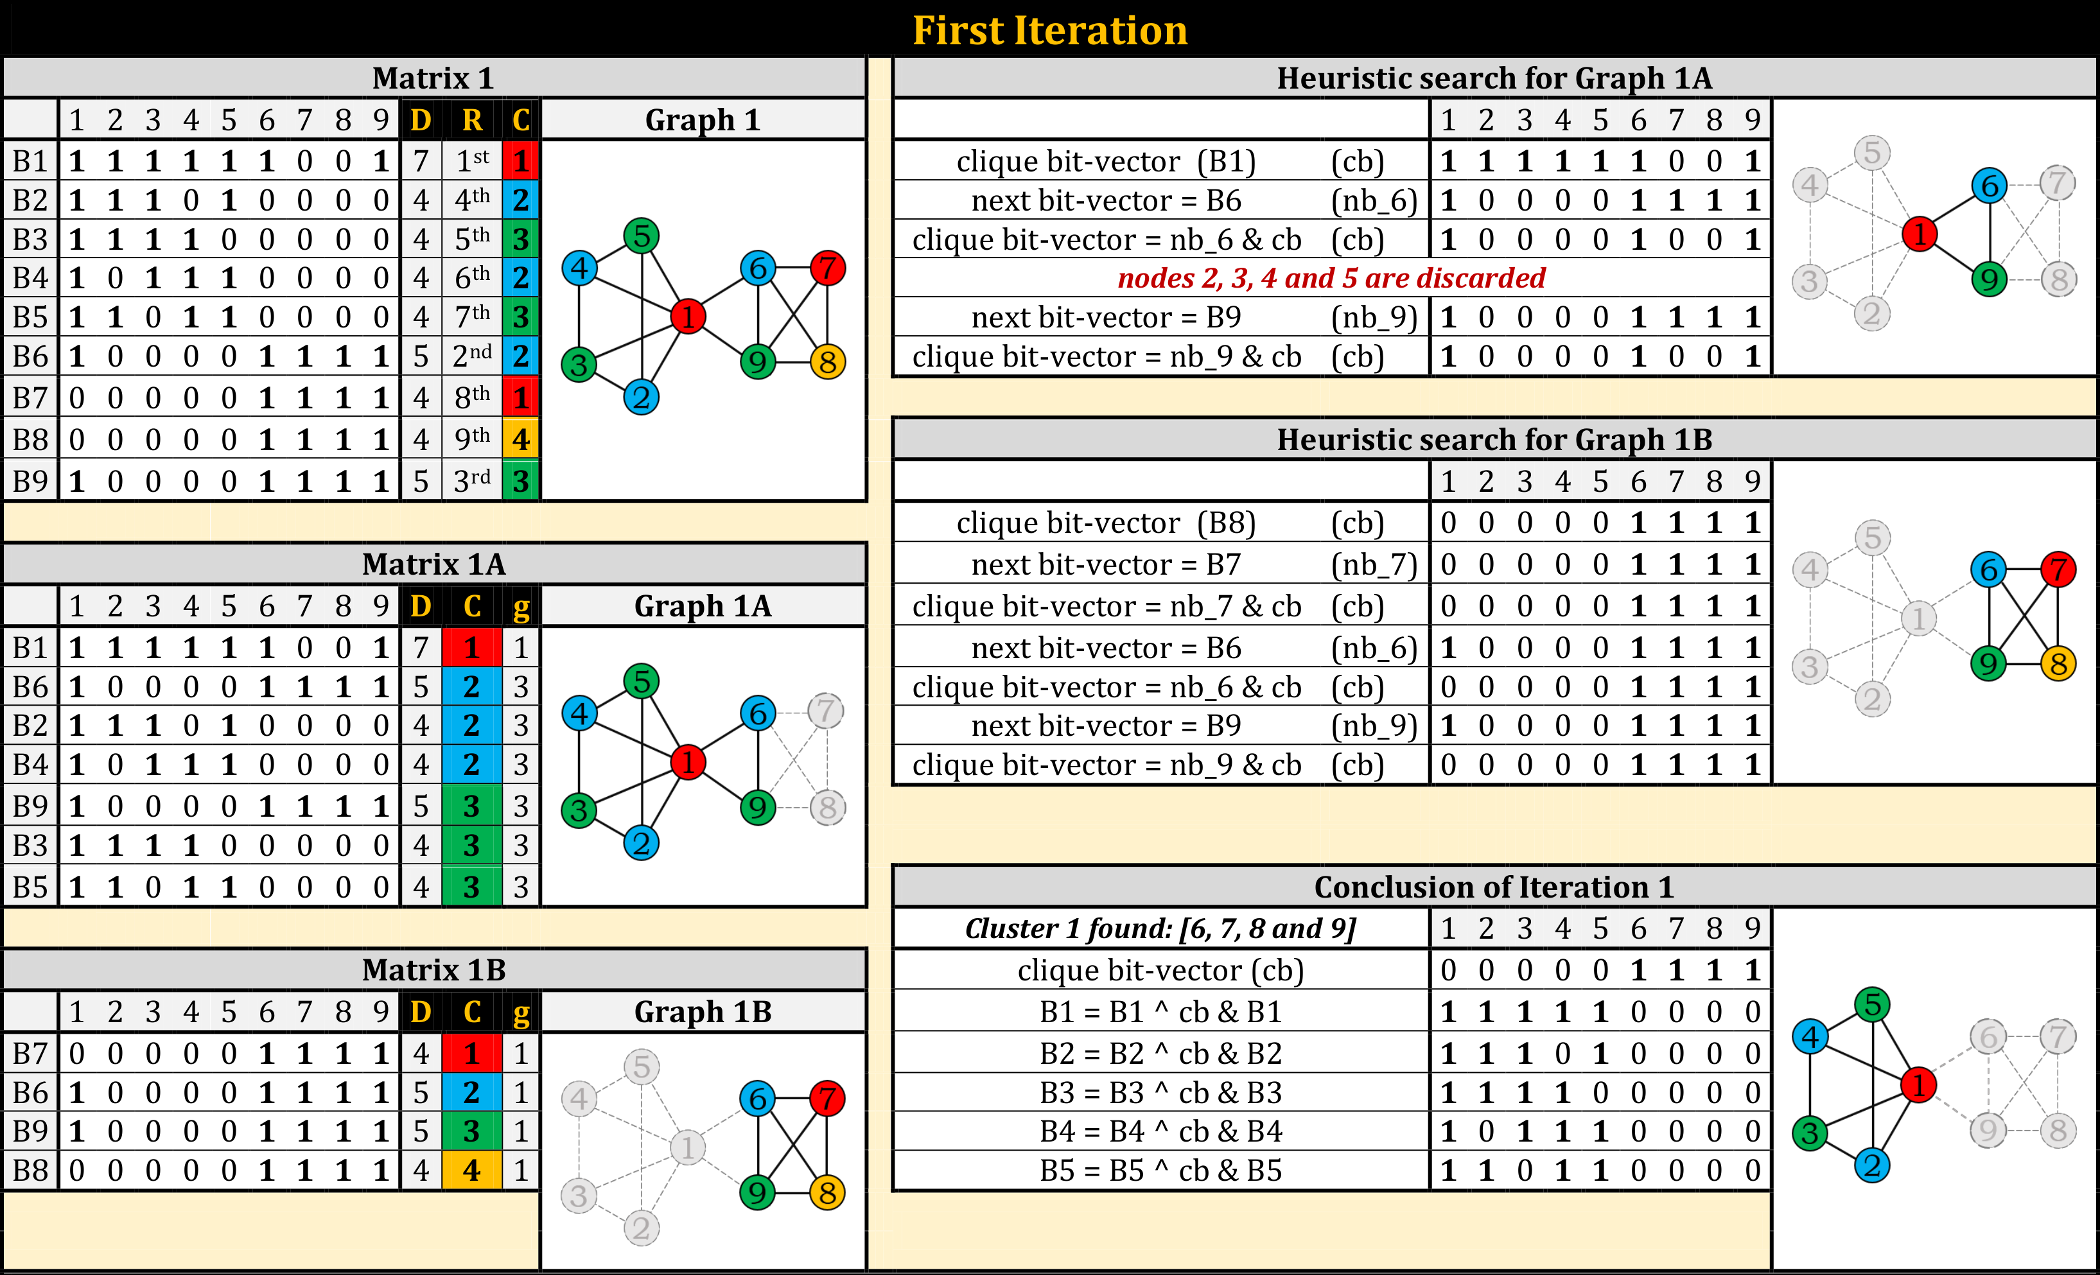 First Iteration
Matrix 1
1 2 3 4 5 6 7 8 9 D R C Graph 1
B1 1 1 1 1 1 1 0 0 1 7 1st 1
B2 1 1 1 0 1 0 0 0 0 4 4th 2
B3 1 1 1 1 0 0 0 0 0 4 5th 3
B4 1 0 1 1 1 0 0 0 0 4 6th 2
B5 1 1 0 1 1 0 0 0 0 4 7th 3
B6 1 0 0 0 0 1 1 1 1 5 2nd 2
B7 0 0 0 0 0 1 1 1 1 4 8th 1
B8 0 0 0 0 0 1 1 1 1 4 9th 4
B9 1 0 0 0 0 1 1 1 1 5 3rd 3
5
4 6 7
1
3 9 8
2
Matrix 1A
1 2 3 4 5 6 7 8 9 D C g Graph 1A
B1 1 1 1 1 1 1 0 0 1 7 1 1
B6 1 0 0 0 0 1 1 1 1 5 2 3
B2 1 1 1 0 1 0 0 0 0 4 2 3
B4 1 0 1 1 1 0 0 0 0 4 2 3
B9 1 0 0 0 0 1 1 1 1 5 3 3
B3 1 1 1 1 0 0 0 0 0 4 3 3
B5 1 1 0 1 1 0 0 0 0 4 3 3
5
4 6 7
1
3 9 8
2
Matrix 1B
1 2 3 4 5 6 7 8 9 D C g Graph 1B
B7 0 0 0 0 0 1 1 1 1 4 1 1
B6 1 0 0 0 0 1 1 1 1 5 2 1
B9 1 0 0 0 0 1 1 1 1 5 3 1
B8 0 0 0 0 0 1 1 1 1 4 4 1
5
4 6 7
1
3 9 8
2
Heuristic search for Graph 1A
1 2 3 4 5 6 7 8 9
clique bit-vector (B1) (cb) 1 1 1 1 1 1 0 0 1
next bit-vector = B6 (nb_6) 1 0 0 0 0 1 1 1 1
clique bit-vector = nb_6 & cb (cb) 1 0 0 0 0 1 0 0 1
nodes 2, 3, 4 and 5 are discarded
next bit-vector = B9 (nb_9) 1 0 0 0 0 1 1 1 1
clique bit-vector = nb_9 & cb (cb) 1 0 0 0 0 1 0 0 1
5
4 6 7
1
3 9 8
2
Heuristic search for Graph 1B
1 2 3 4 5 6 7 8 9
clique bit-vector (B8) (cb) 0 0 0 0 0 1 1 1 1
next bit-vector = B7 (nb_7) 0 0 0 0 0 1 1 1 1
clique bit-vector = nb_7 & cb (cb) 0 0 0 0 0 1 1 1 1
next bit-vector = B6 (nb_6) 1 0 0 0 0 1 1 1 1
clique bit-vector = nb_6 & cb (cb) 0 0 0 0 0 1 1 1 1
next bit-vector = B9 (nb_9) 1 0 0 0 0 1 1 1 1
clique bit-vector = nb_9 & cb (cb) 0 0 0 0 0 1 1 1 1
5
4 6 7
1
3 9 8
2
Conclusion of Iteration 1
Cluster 1 found: [6, 7, 8 and 9] 1 2 3 4 5 6 7 8 9
clique bit-vector (cb) 0 0 0 0 0 1 1 1 1
B1 = B1 ^ cb & B1 1 1 1 1 1 0 0 0 0
B2 = B2 ^ cb & B2 1 1 1 0 1 0 0 0 0
B3 = B3 ^ cb & B3 1 1 1 1 0 0 0 0 0
B4 = B4 ^ cb & B4 1 0 1 1 1 0 0 0 0
B5 = B5 ^ cb & B5 1 1 0 1 1 0 0 0 0
5
4 6 7
1
3 9 8
2